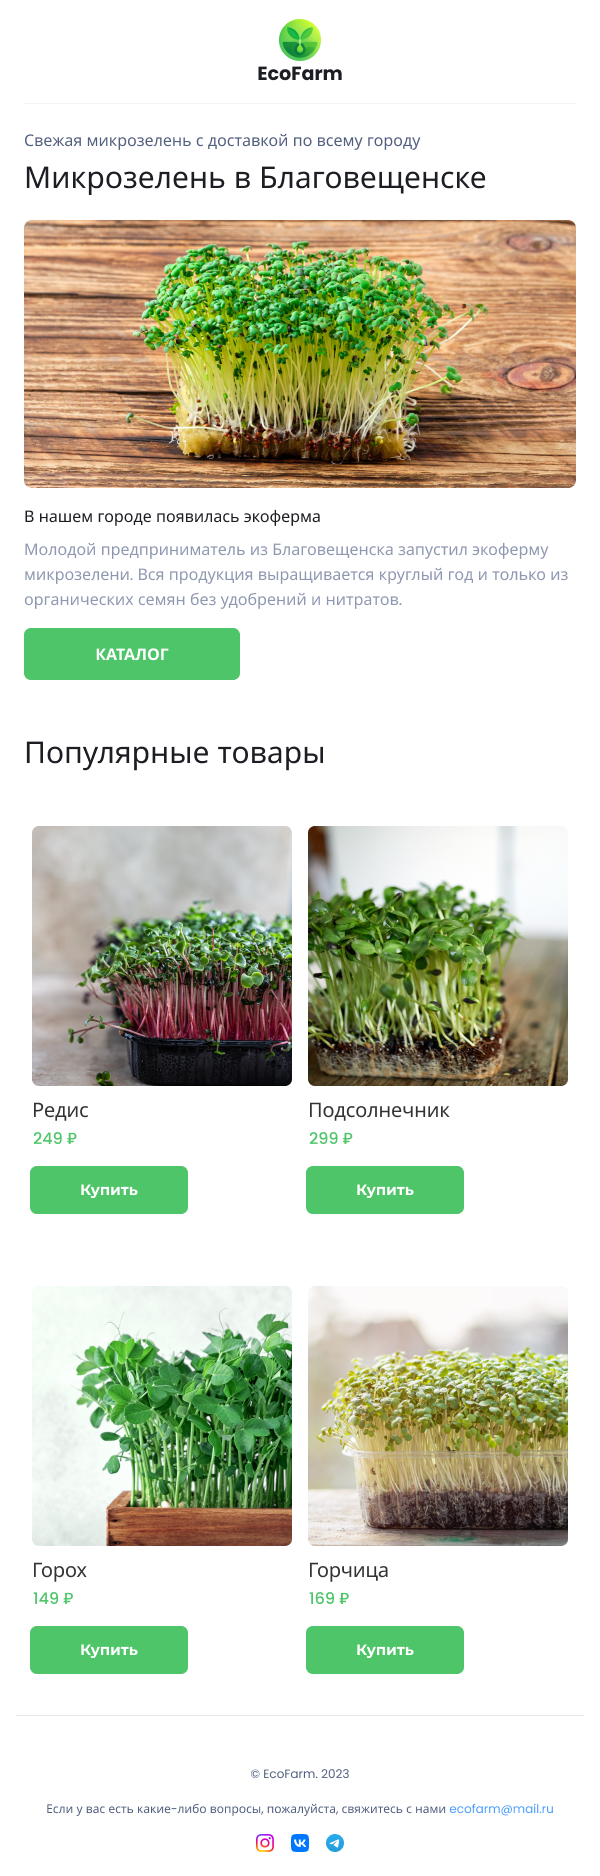 EcoFarm
Свежая микрозелень с доставкой по всему городу
Микрозелень в Благовещенске
В нашем городе появилась экоферма
Молодой предприниматель из Благовещенска запустил экоферму
микрозелени. Вся продукция выращивается круглый год и только из
органических семян без удобрений и нитратов.
КАТАЛОГ
Популярные товары
Редис
249 ₽
Купить
Подсолнечник
299 ₽
Купить
Горох
149 ₽
Купить
Горчица
169 ₽
Купить
© EcoFarm. 2023
Если у вас есть какие-либо вопросы, пожалуйста, свяжитесь с нами ecofarm@mail.ru